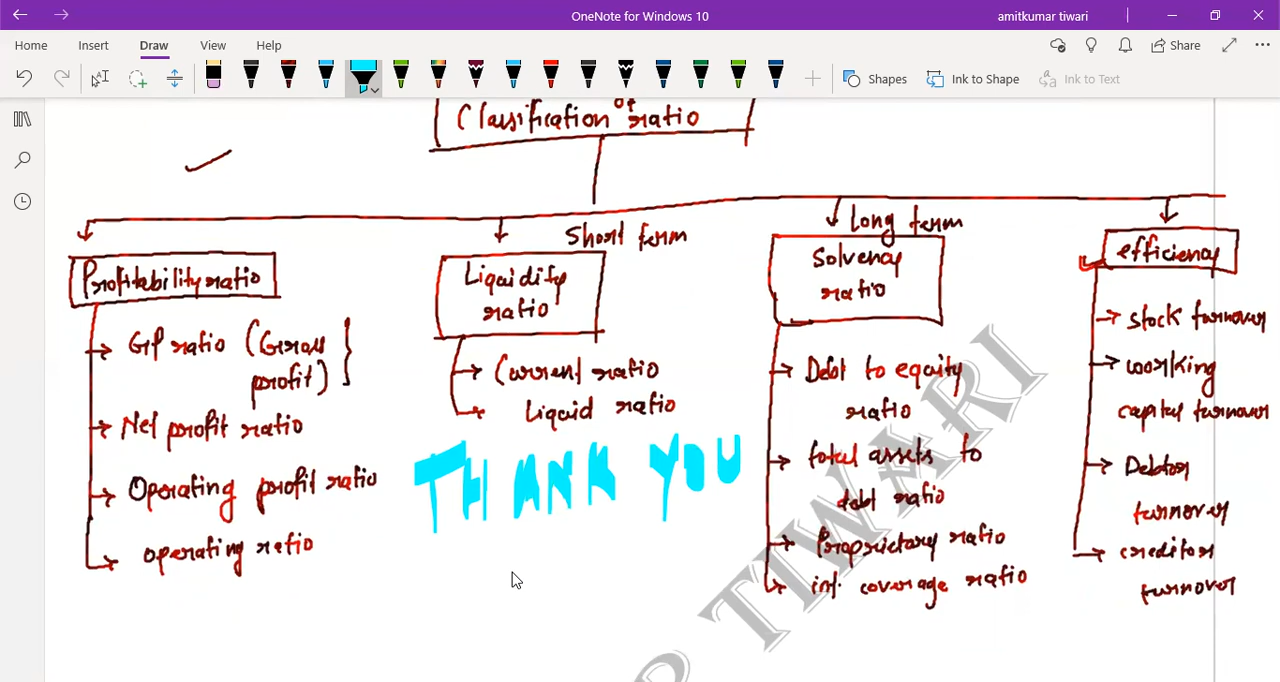 OneNote for Windows 10
amitkumar tiwari
Home Insert Draw View Help
Share
Shapes
Ink to Shape
Ink to Text
Classification of ratio
Short term
Long term
Profitability ratio
GP ratio (Gross
profit)
Net profit ratio
Operating profit ratio
operating ratio
Liquidity
ratio
Current ratio
Liquid ratio
THANK YOU
Solvency
ratio
Debt to equity
ratio
total assets to
debt ratio
Proprietary ratio
int. coverage ratio
efficiency
stock turnover
working
capital turnover
Debtor
turnover
creditor
turnover
P TIWARI